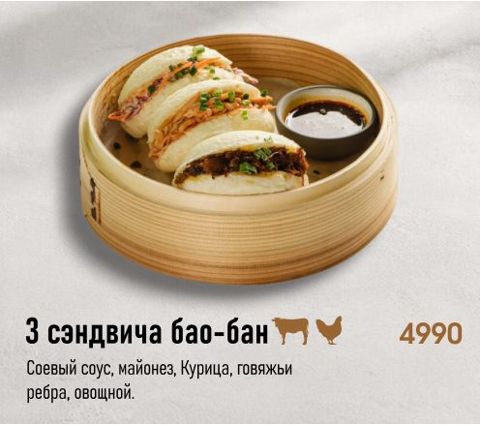 3 сэндвича бао-бан 4990
Соевый соус, майонез, Курица, говяжьи
ребра, овощной.